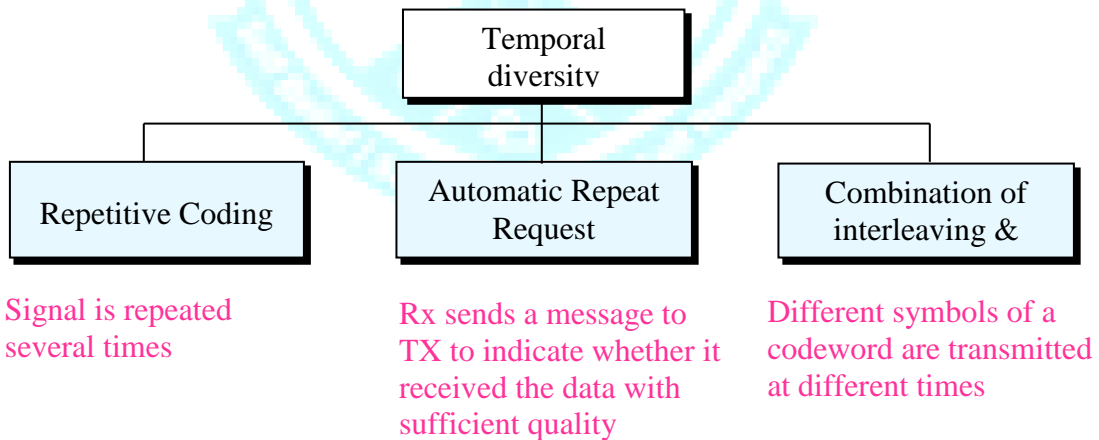 Temporal
diversity
Repetitive Coding
Automatic Repeat
Request
Combination of
interleaving &
Signal is repeated
several times
Rx sends a message to
TX to indicate whether it
received the data with
sufficient quality
Different symbols of a
codeword are transmitted
at different times